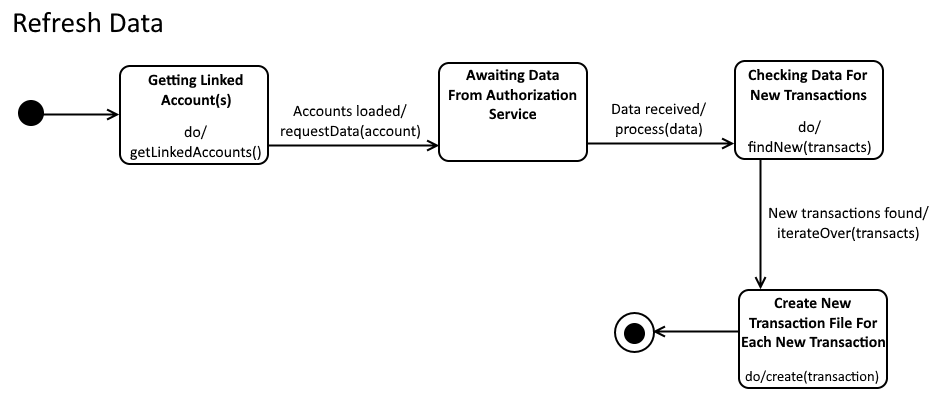 Refresh Data
Getting Linked
Account(s)
do/
getLinkedAccounts()
Accounts loaded/
requestData(account)
Awaiting Data
From Authorization
Service
Data received/
process(data)
Checking Data For
New Transactions
do/
findNew(transacts)
New transactions found/
iterateOver(transacts)
Create New
Transaction File For
Each New Transaction
do/create(transaction)